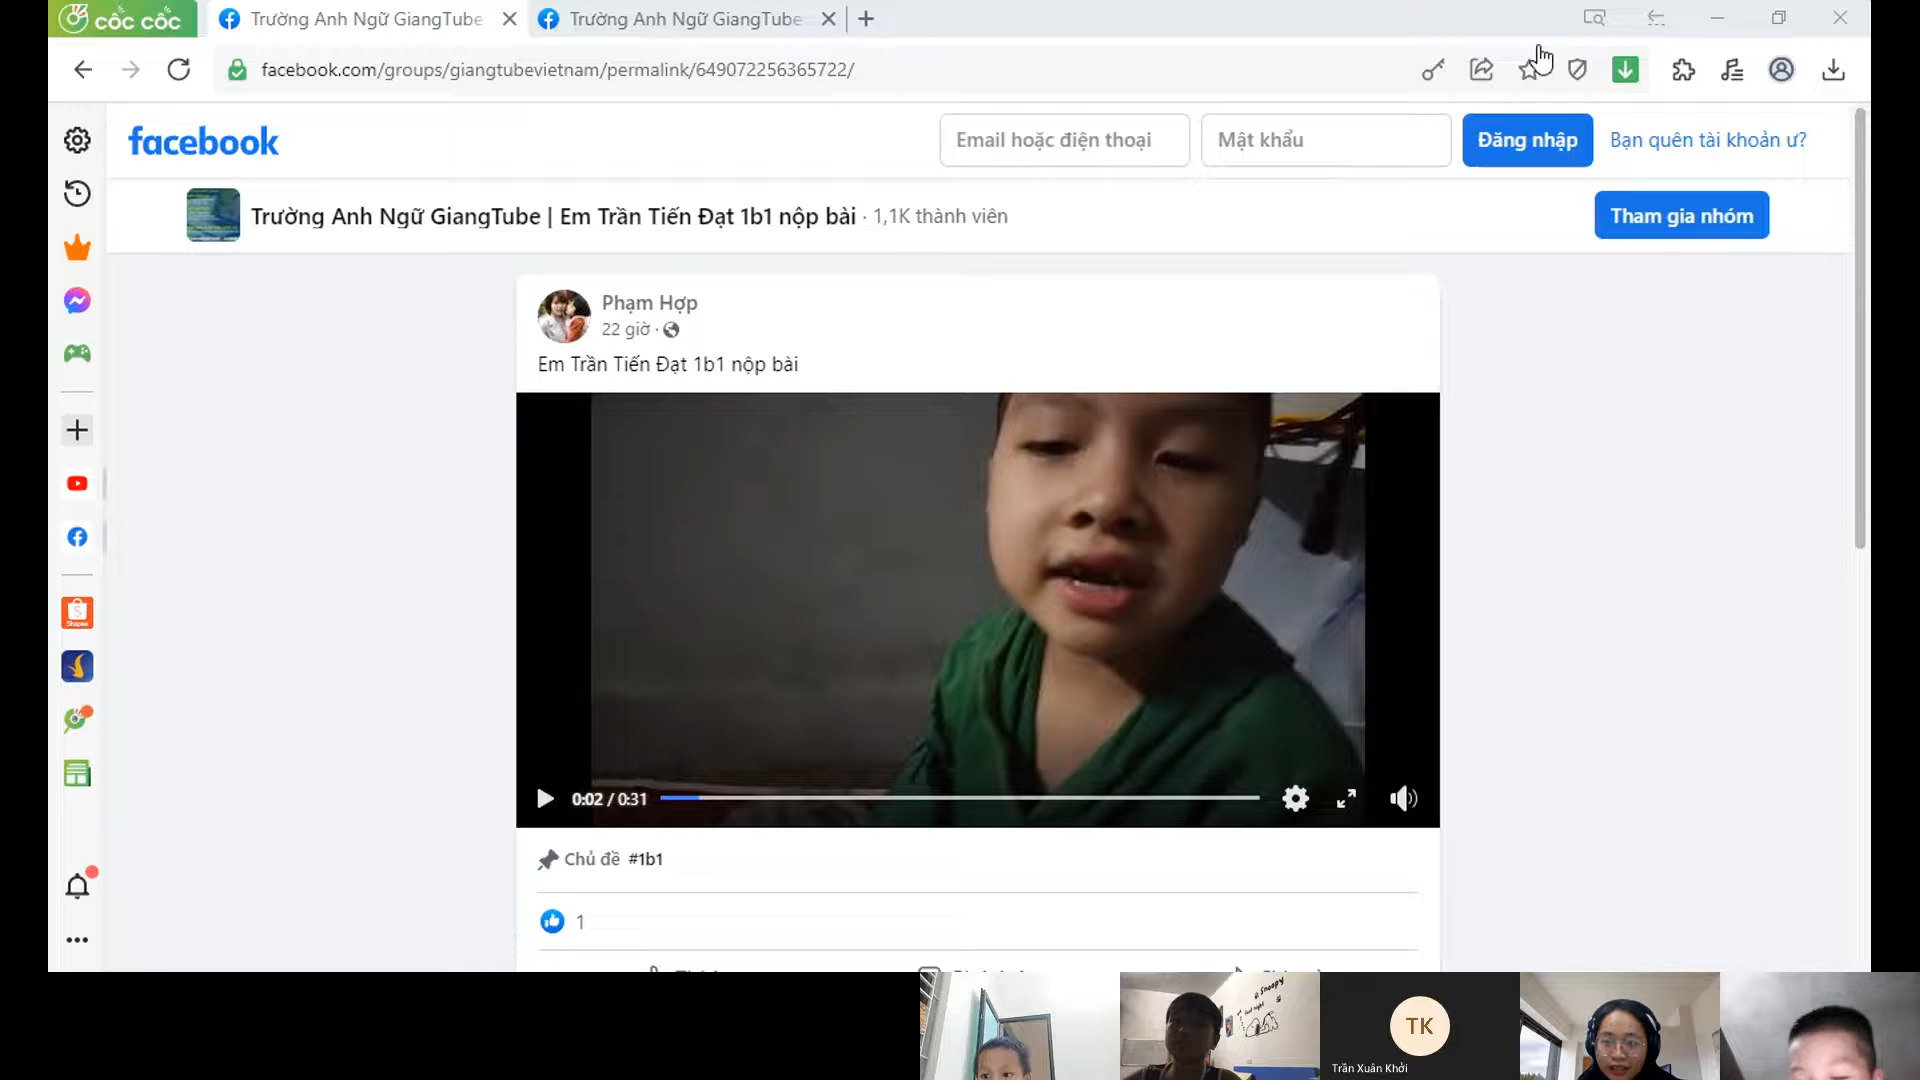 cốc cốc
Trường Anh Ngữ GiangTube
Trường Anh Ngữ GiangTube
facebook.com/groups/giangtubevietnam/permalink/649072256365722/
facebook
Email hoặc điện thoại
Mật khẩu
Đăng nhập
Bạn quên tài khoản ư?
Trường Anh Ngữ GiangTube | Em Trần Tiến Đạt 1b1 nộp bài · 1,1K thành viên
Tham gia nhóm
Phạm Hợp
22 giờ ·
Em Trần Tiến Đạt 1b1 nộp bài
0:02 / 0:31
Chủ đề #1b1
1
Shopee
Snoopy
TK
Trần Xuân Khởi